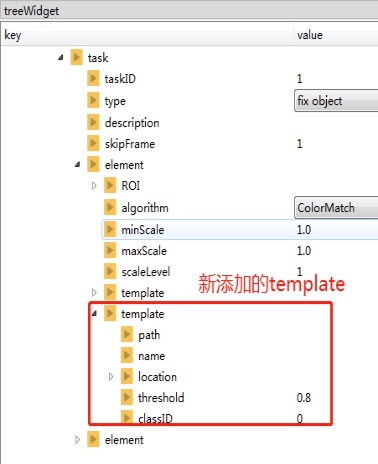 treeWidget
key value
task
taskID 1
type fix object
description
skipFrame 1
element
ROI
algorithm ColorMatch
minScale 1.0
maxScale 1.0
scaleLevel 1
template
新添加的template
template
path
name
location
threshold 0.8
classID 0
element